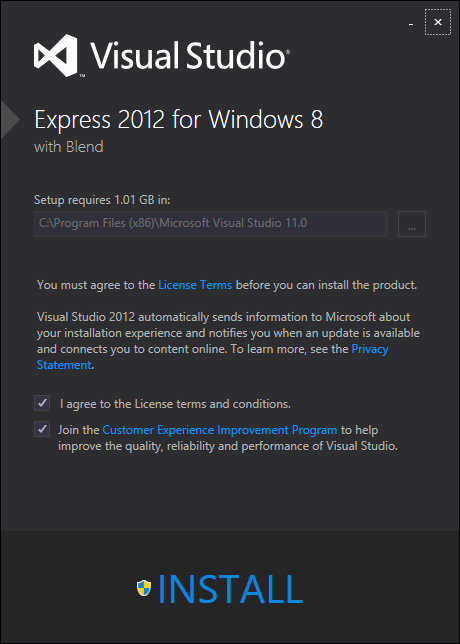 Visual Studio®
™
Express 2012 for Windows 8
with Blend
Setup requires 1.01 GB in:
C:\Program Files (x86)\Microsoft Visual Studio 11.0
...
You must agree to the License Terms before you can install the product.
Visual Studio 2012 automatically sends information to Microsoft about
your installation experience and notifies you when an update is available
and connects you to content online. To learn more, see the Privacy
Statement.
I agree to the License terms and conditions.
Join the Customer Experience Improvement Program to help
improve the quality, reliability and performance of Visual Studio.
INSTALL